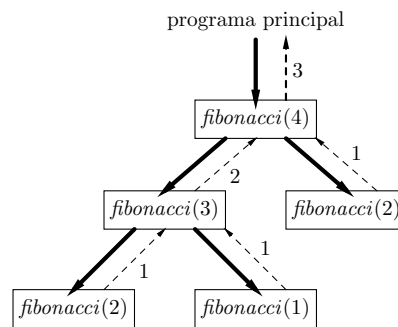 programa principal
3
fibonacci(4)
2
1
fibonacci(3)
fibonacci(2)
1
1
fibonacci(2)
fibonacci(1)